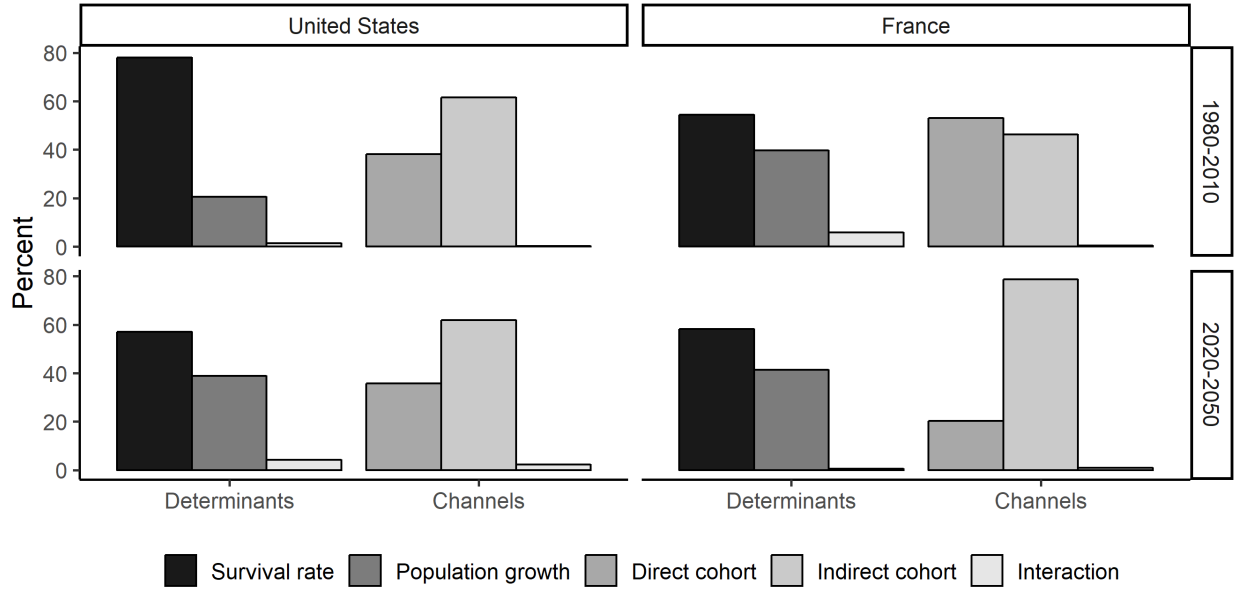 United States
France
80
60
40
20
0
1980-2010
Percent
80
60
40
20
0
2020-2050
Determinants
Channels
Determinants
Channels
Survival rate
Population growth
Direct cohort
Indirect cohort
Interaction